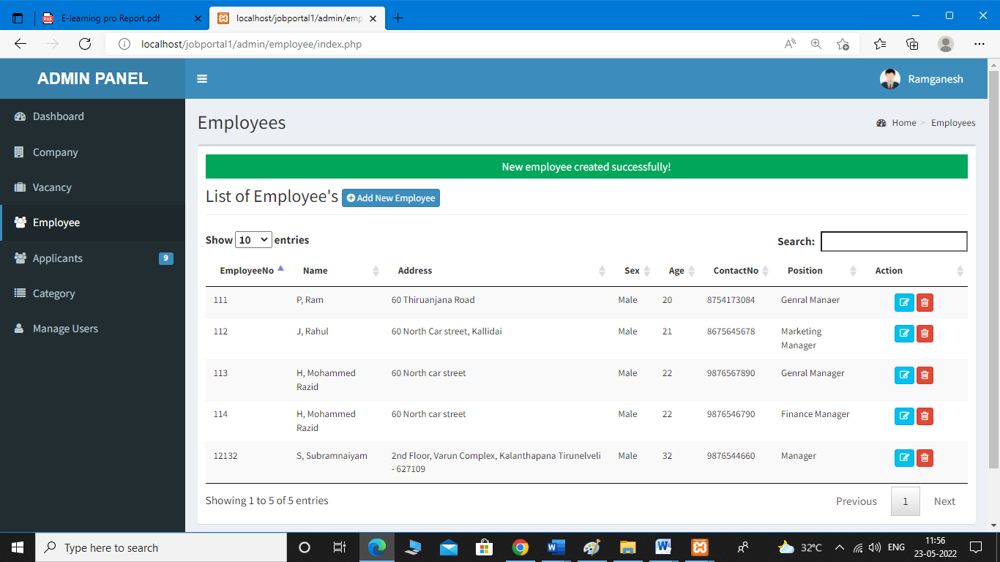 E-learning pro Report.pdf
localhost/jobportal1/admin/emp
localhost/jobportal1/admin/employee/index.php
ADMIN PANEL
Ramganesh
Dashboard
Company
Vacancy
Employee
Applicants 9
Category
Manage Users
Employees
Home > Employees
New employee created successfully!
List of Employee's Add New Employee
Show 10 entries
Search:
EmployeeNo Name Address Sex Age ContactNo Position Action
111 P, Ram 60 Thiruanjana Road Male 20 8754173084 Genral Manaer
112 J, Rahul 60 North Car street, Kallidai Male 21 8675645678 Marketing
Manager
113 H, Mohammed 60 North car street Male 22 9876567890 Genral Manager
Razid
114 H, Mohammed 60 North car street Male 22 9876546790 Finance Manager
Razid
12132 S, Subramnaiyam 2nd Floor, Varun Complex, Kalanthapana Tirunelveli Male 32 9876544660 Manager
- 627109
Showing 1 to 5 of 5 entries
Previous 1 Next
Type here to search
32°C
ENG
11:56
23-05-2022